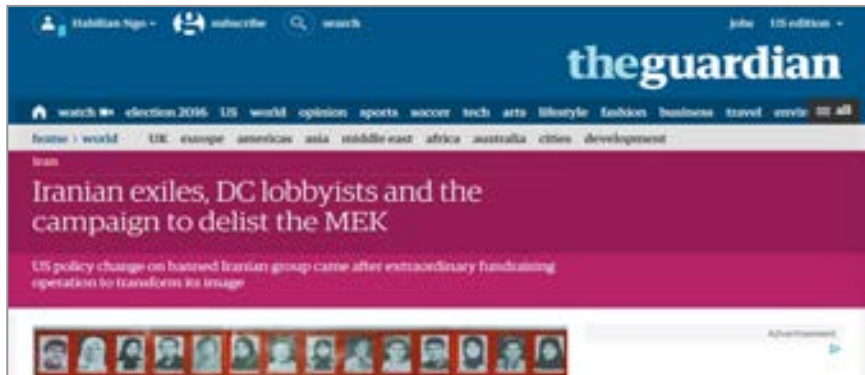 Habilian Ngo subscribe search jobs US edition
theguardian
watch election 2016 US world opinion sports soccer tech arts lifestyle fashion business travel envir all
home › world UK europe americas asia middle east africa australia cities development
Iran
Iranian exiles, DC lobbyists and the
campaign to delist the MEK
US policy change on banned Iranian group came after extraordinary fundraising
operation to transform its image
Advertisement